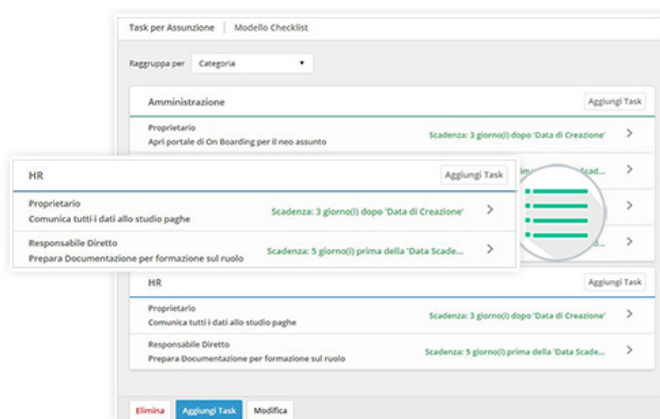 Task per Assunzione | Modello Checklist
Raggruppa per Categoria
Amministrazione Aggiungi Task
Proprietario
Apri portale di On Boarding per il neo assunto Scadenza: 3 giorno(i) dopo 'Data di Creazione'
HR Aggiungi Task
Proprietario
Comunica tutti i dati allo studio paghe Scadenza: 3 giorno(i) dopo 'Data di Creazione'
Responsabile Diretto
Prepara Documentazione per formazione sul ruolo Scadenza: 5 giorno(i) prima della 'Data Scade...
HR Aggiungi Task
Proprietario
Comunica tutti i dati allo studio paghe Scadenza: 3 giorno(i) dopo 'Data di Creazione'
Responsabile Diretto
Prepara Documentazione per formazione sul ruolo Scadenza: 5 giorno(i) prima della 'Data Scade...
Elimina Aggiungi Task Modifica